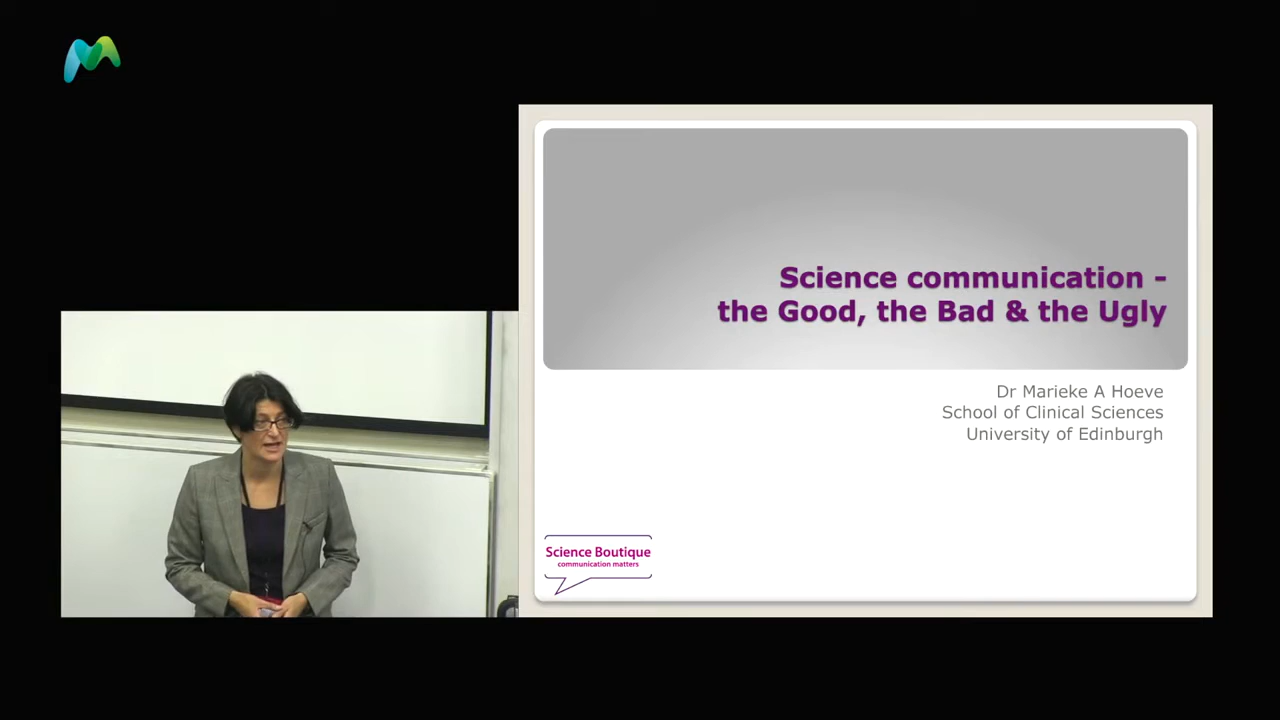 Science communication -
the Good, the Bad & the Ugly
Dr Marieke A Hoeve
School of Clinical Sciences
University of Edinburgh
Science Boutique
communication matters